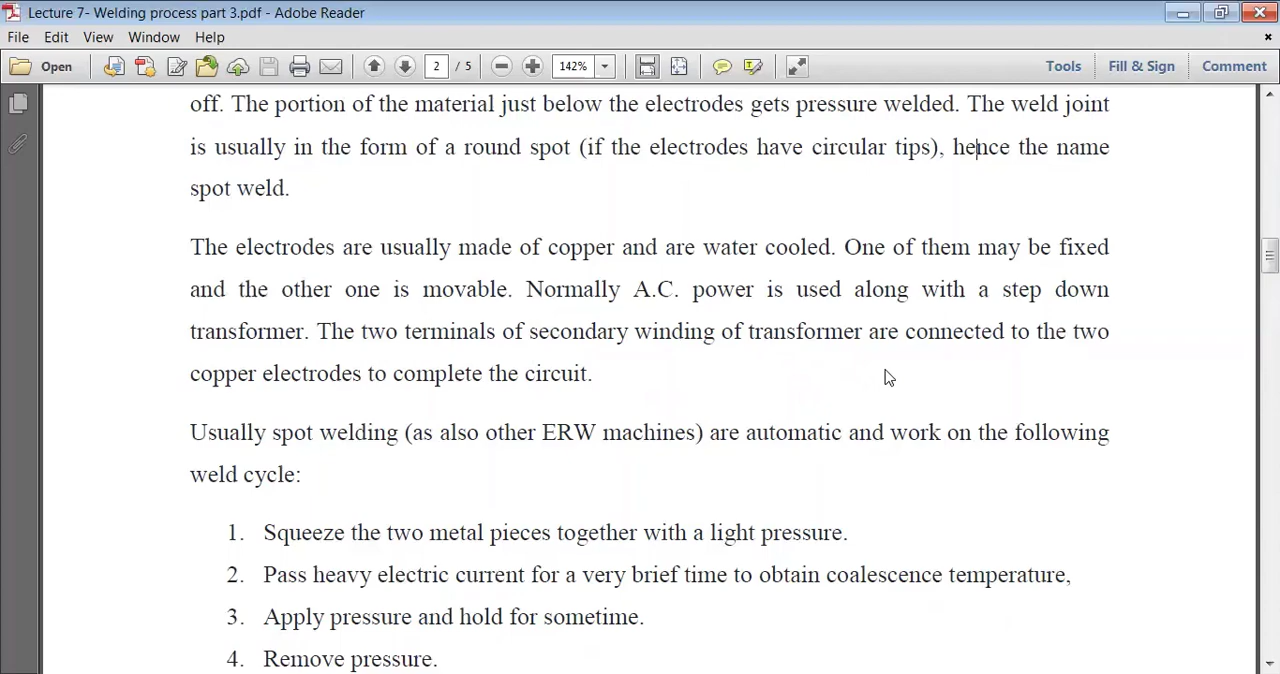 Lecture 7- Welding process part 3.pdf - Adobe Reader
File Edit View Window Help
Open 2 / 5 142% Tools Fill & Sign Comment
off. The portion of the material just below the electrodes gets pressure welded. The weld joint
is usually in the form of a round spot (if the electrodes have circular tips), hence the name
spot weld.
The electrodes are usually made of copper and are water cooled. One of them may be fixed
and the other one is movable. Normally A.C. power is used along with a step down
transformer. The two terminals of secondary winding of transformer are connected to the two
copper electrodes to complete the circuit.
Usually spot welding (as also other ERW machines) are automatic and work on the following
weld cycle:
1. Squeeze the two metal pieces together with a light pressure.
2. Pass heavy electric current for a very brief time to obtain coalescence temperature,
3. Apply pressure and hold for sometime.
4. Remove pressure.